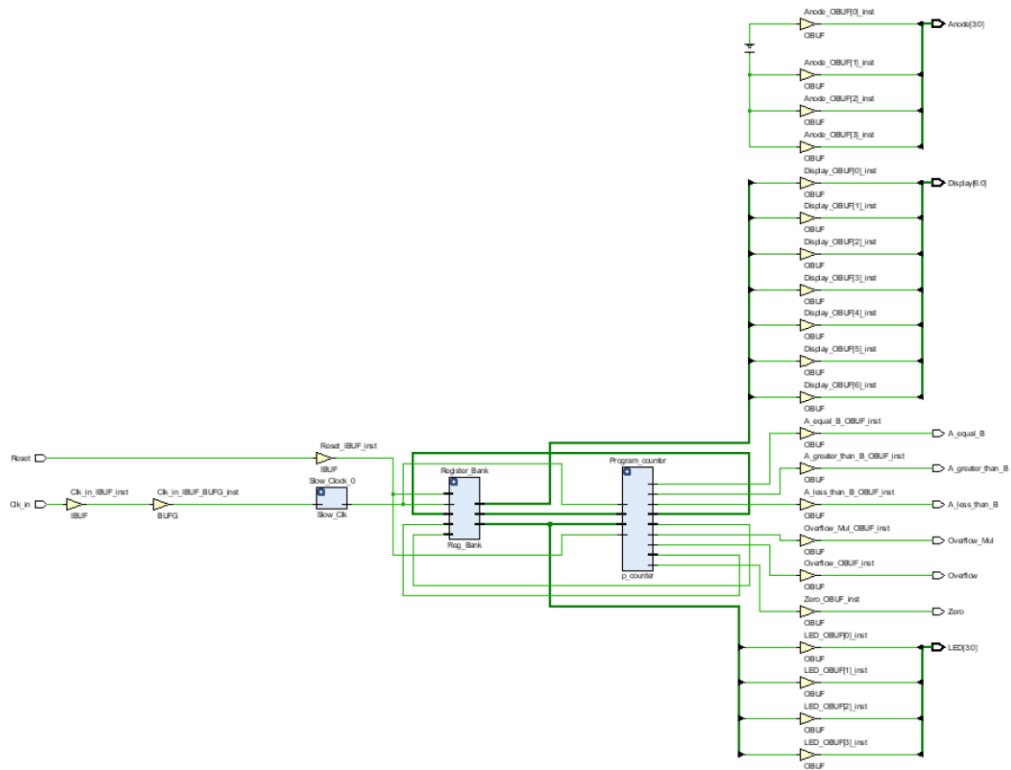 Anode_OBUF[0]_inst
OBUF
Anode[3:0]
Anode_OBUF[1]_inst
OBUF
Anode_OBUF[2]_inst
OBUF
Anode_OBUF[3]_inst
OBUF
Display_OBUF[0]_inst
OBUF
Display[6:0]
Display_OBUF[1]_inst
OBUF
Display_OBUF[2]_inst
OBUF
Display_OBUF[3]_inst
OBUF
Display_OBUF[4]_inst
OBUF
Display_OBUF[5]_inst
OBUF
Display_OBUF[6]_inst
OBUF
A_equal_B_OBUF_inst
OBUF
A_equal_B
Reset
Reset_IBUF_inst
IBUF
A_greater_than_B_OBUF_inst
OBUF
A_greater_than_B
Clk_in
Clk_in_IBUF_inst
IBUF
Clk_in_IBUF_BUFG_inst
BUFG
Slow_Clock_0
Slow_Clk
Register_Bank
Reg_Bank
Program_counter
p_counter
A_less_than_B_OBUF_inst
OBUF
A_less_than_B
Overflow_Mul_OBUF_inst
OBUF
Overflow_Mul
Overflow_OBUF_inst
OBUF
Overflow
Zero_OBUF_inst
OBUF
Zero
LED_OBUF[0]_inst
OBUF
LED[3:0]
LED_OBUF[1]_inst
OBUF
LED_OBUF[2]_inst
OBUF
LED_OBUF[3]_inst
OBUF